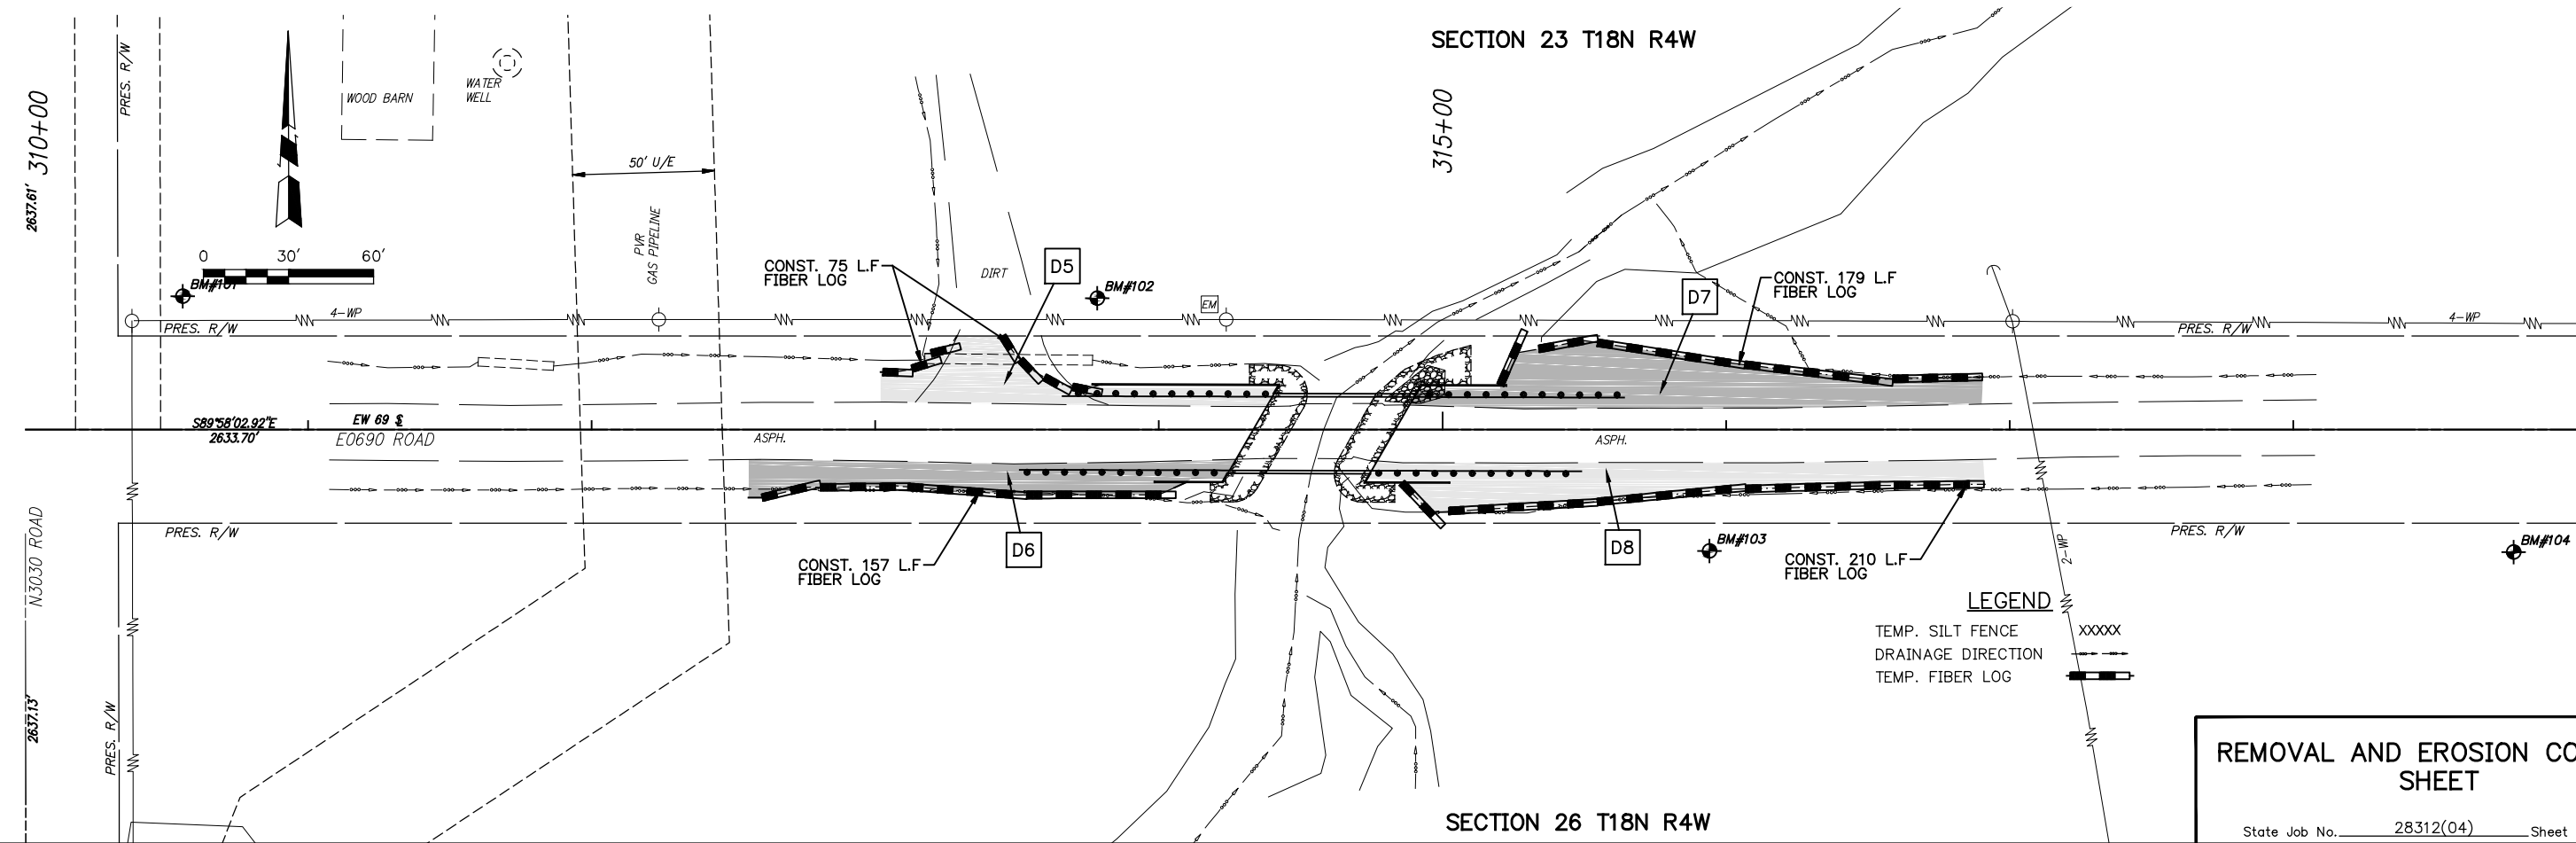 SECTION 23 T18N R4W
PRES. R/W
310+00
2637.61'
WOOD BARN
WATER
WELL
50' U/E
PVR
GAS PIPELINE
315+00
0 30' 60'
BM#101
CONST. 75 L.F
FIBER LOG
DIRT
D5
BM#102
EM
D7
CONST. 179 L.F
FIBER LOG
4-WP
PRES. R/W
PRES. R/W
4-WP
S89°58'02.92"E
2633.70'
EW 69
E0690 ROAD
ASPH.
ASPH.
PRES. R/W
N3030 ROAD
D6
CONST. 157 L.F
FIBER LOG
D8
BM#103
CONST. 210 L.F
FIBER LOG
2-WP
PRES. R/W
BM#104
LEGEND
TEMP. SILT FENCE XXXXX
DRAINAGE DIRECTION
TEMP. FIBER LOG
2637.13'
PRES. R/W
REMOVAL AND EROSION CO
SHEET
SECTION 26 T18N R4W
State Job No. 28312(04) Sheet